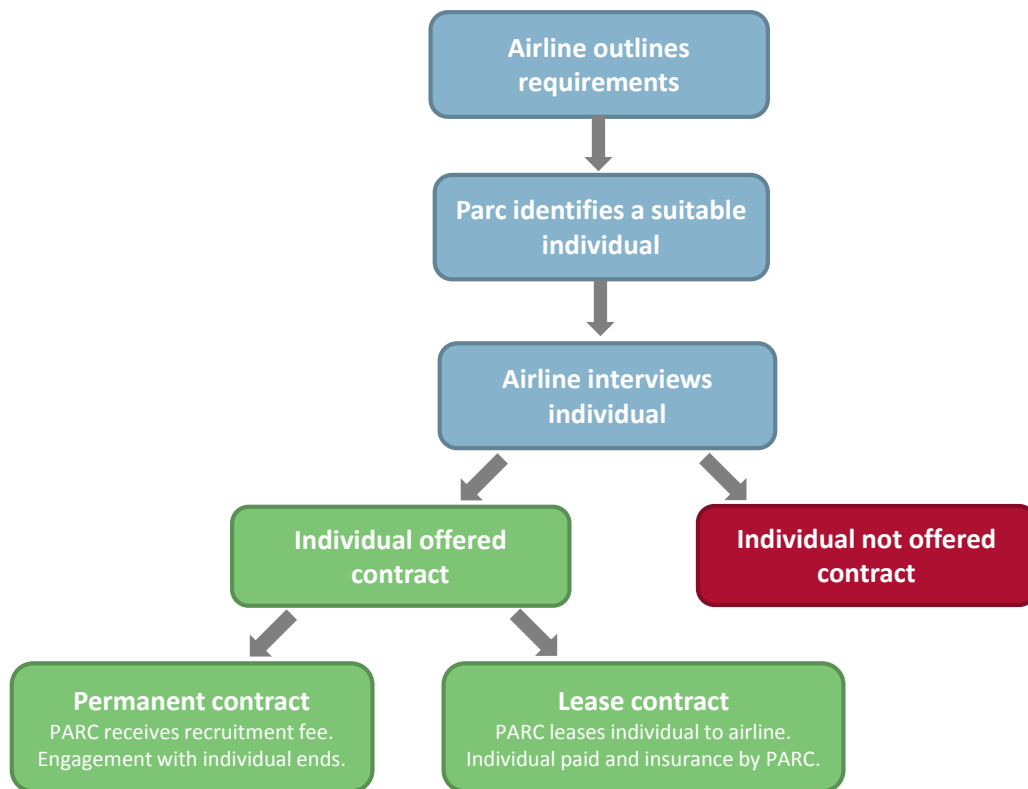 Airline outlines
requirements
Parc identifies a suitable
individual
Airline interviews
individual
Individual offered
contract
Individual not offered
contract
Permanent contract
PARC receives recruitment fee.
Engagement with individual ends.
Lease contract
PARC leases individual to airline.
Individual paid and insurance by PARC.